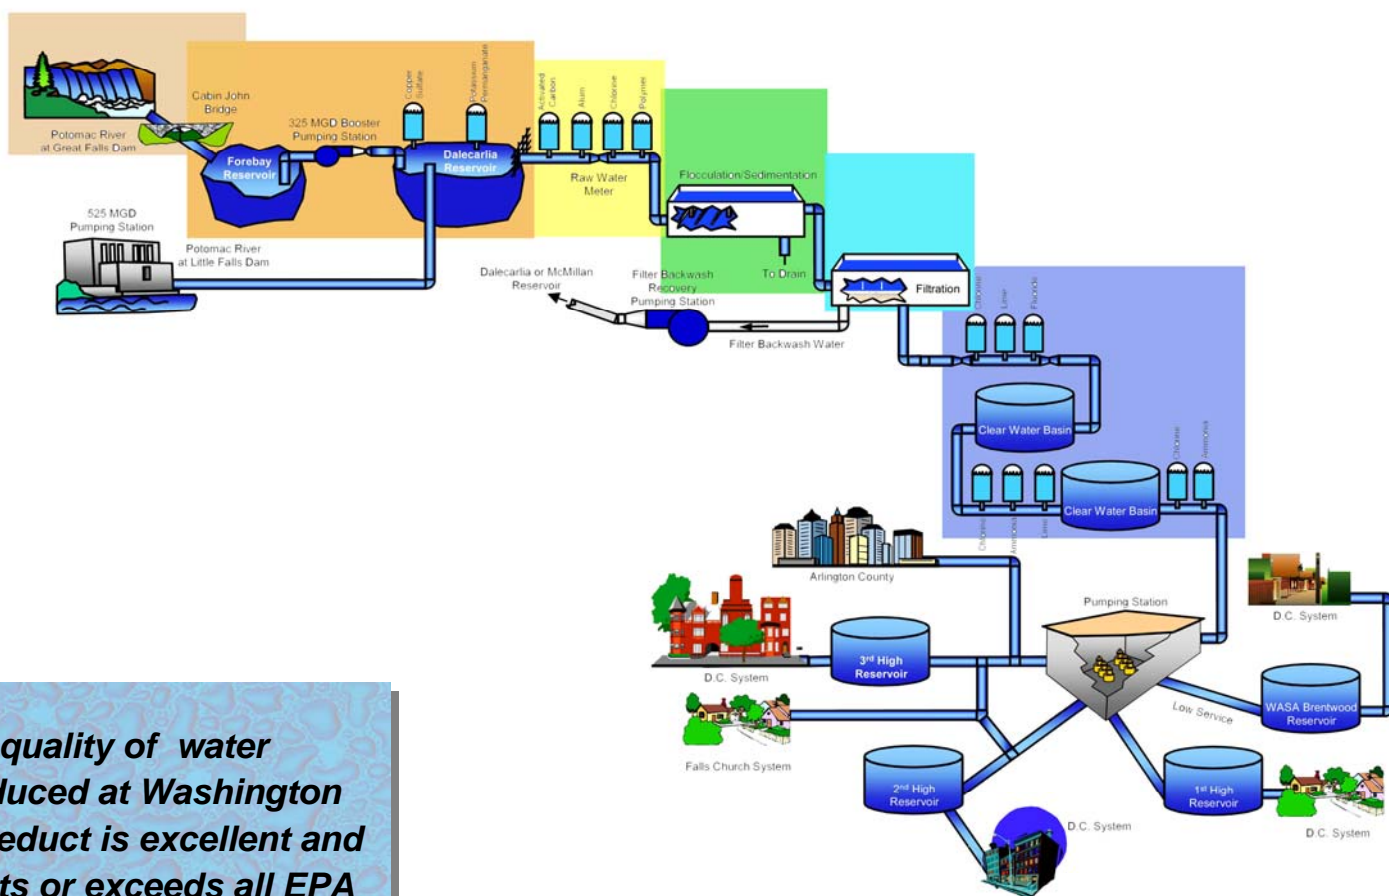 Cabin John
Bridge
Potomac River
at Great Falls Dam
Forebay
Reservoir
325 MGD Booster
Pumping Station
Copper
Sulfate
Potassium
Permanganate
Dalecarlia
Reservoir
Activated
Carbon
Alum
Chlorine
Polymer
Raw Water
Meter
Flocculation/Sedimentation
To Drain
525 MGD
Pumping Station
Potomac River
at Little Falls Dam
Dalecarlia or McMillan
Reservoir
Filter Backwash
Recovery
Pumping Station
Filter Backwash Water
Filtration
Chlorine
Lime
Fluoride
Clear Water Basin
Chlorine
Ammonia
Lime
Clear Water Basin
Chlorine
Ammonia
Arlington County
D.C. System
3rd High
Reservoir
Falls Church System
Pumping Station
D.C. System
Low Service
WASA Brentwood
Reservoir
2nd High
Reservoir
D.C. System
1st High
Reservoir
D.C. System
quality of water
duced at Washington
educt is excellent and
ts or exceeds all EPA